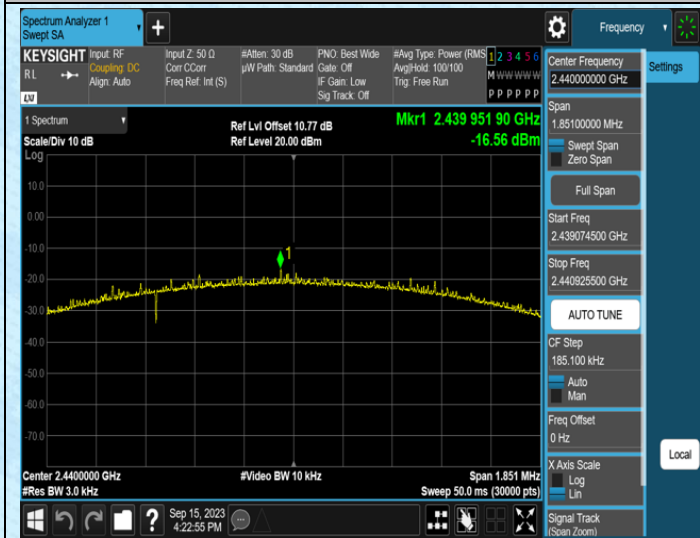 Spectrum Analyzer 1
Swept SA
+
Frequency
KEYSIGHT
RL
LXI
Input: RF
Coupling: DC
Align: Auto
Input Z: 50 Ω
Corr CCorr
Freq Ref: Int (S)
#Atten: 30 dB
µW Path: Standard
PNO: Best Wide
Gate: Off
IF Gain: Low
Sig Track: Off
#Avg Type: Power (RMS
Avg|Hold: 100/100
Trig: Free Run
1 2 3 4 5 6
M W W W W W
P P P P P P
1 Spectrum
Scale/Div 10 dB
Log
Ref Lvl Offset 10.77 dB
Ref Level 20.00 dBm
Mkr1 2.439 951 90 GHz
-16.56 dBm
1
10.0
0.00
-10.0
-20.0
-30.0
-40.0
-50.0
-60.0
-70.0
Center 2.4400000 GHz
#Res BW 3.0 kHz
#Video BW 10 kHz
Span 1.851 MHz
Sweep 50.0 ms (30000 pts)
Sep 15, 2023
4:22:55 PM
?
Center Frequency
2.440000000 GHz
Span
1.85100000 MHz
Swept Span
Zero Span
Full Span
Start Freq
2.439074500 GHz
Stop Freq
2.440925500 GHz
AUTO TUNE
CF Step
185.100 kHz
Auto
Man
Freq Offset
0 Hz
X Axis Scale
Log
Lin
Signal Track
(Span Zoom)
Settings
Local